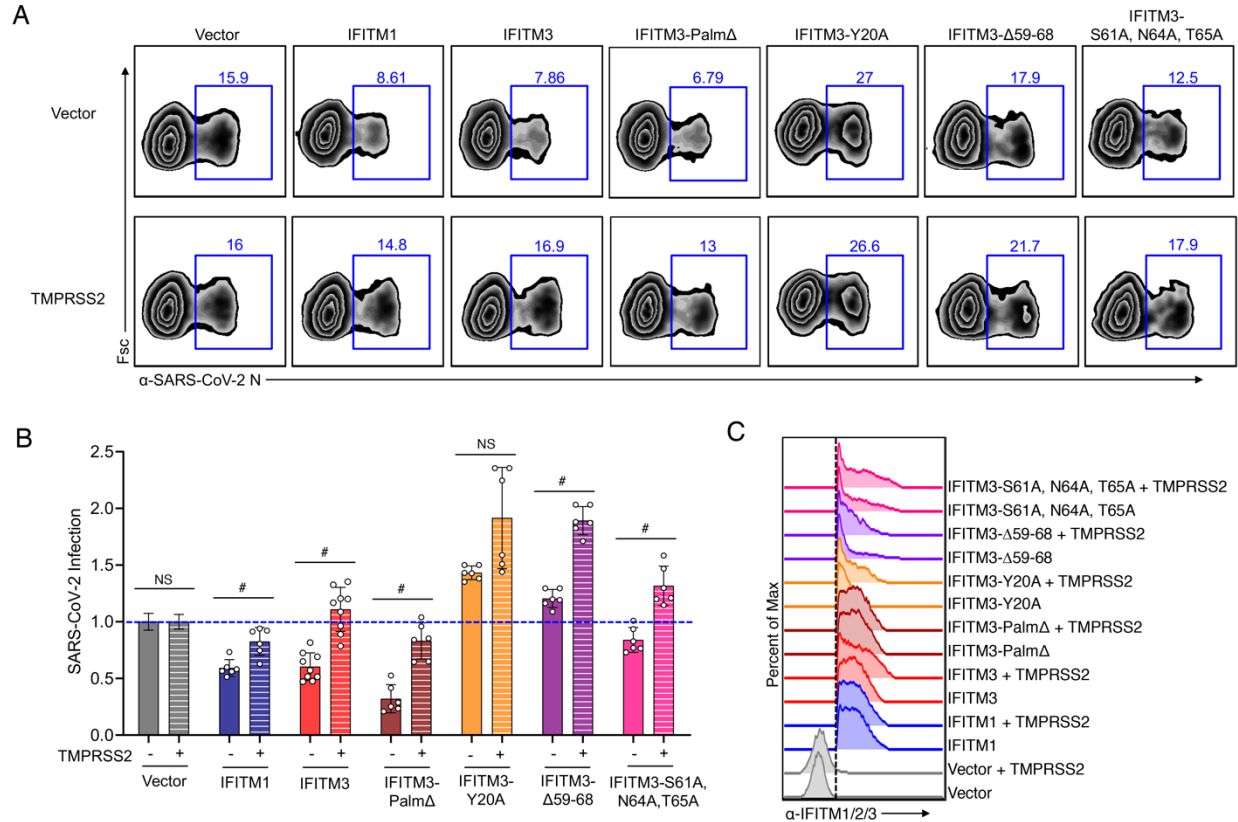 A
Vector
IFITM1
IFITM3
IFITM3-PalmΔ
IFITM3-Y20A
IFITM3-Δ59-68
IFITM3-
S61A, N64A, T65A
Vector
15.9
8.61
7.86
6.79
27
17.9
12.5
TMPRSS2
16
14.8
16.9
13
26.6
21.7
17.9
Fsc
α-SARS-CoV-2 N
B
SARS-CoV-2 Infection
2.5
2.0
1.5
1.0
0.5
0.0
NS
#
#
#
NS
#
#
TMPRSS2
- + - + - + - + - + - + - +
Vector
IFITM1
IFITM3
IFITM3-
PalmΔ
IFITM3-
Y20A
IFITM3-
Δ59-68
IFITM3-S61A,
N64A,T65A
C
Percent of Max
IFITM3-S61A, N64A, T65A + TMPRSS2
IFITM3-S61A, N64A, T65A
IFITM3-Δ59-68 + TMPRSS2
IFITM3-Δ59-68
IFITM3-Y20A + TMPRSS2
IFITM3-Y20A
IFITM3-PalmΔ + TMPRSS2
IFITM3-PalmΔ
IFITM3 + TMPRSS2
IFITM3
IFITM1 + TMPRSS2
IFITM1
Vector + TMPRSS2
Vector
α-IFITM1/2/3